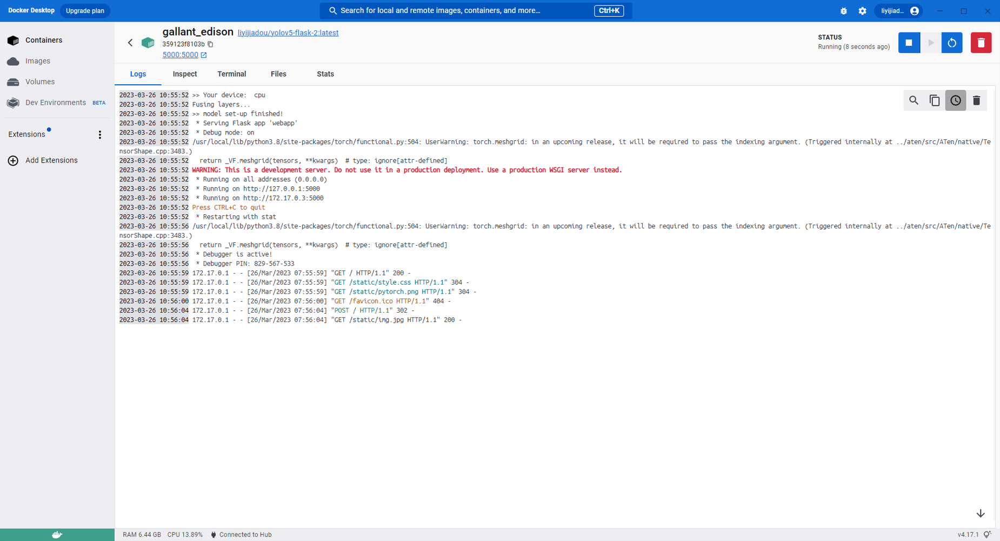 Docker Desktop Upgrade plan Search for local and remote images, containers, and more... Ctrl+K liyijiad...
Containers
Images
Volumes
Dev Environments BETA
Extensions
Add Extensions
gallant_edison liyijiadou/yolov5-flask-2:latest
359123f8103b
5000:5000
STATUS
Running (8 seconds ago)
Logs Inspect Terminal Files Stats
2023-03-26 10:55:52 >> Your device:  cpu
2023-03-26 10:55:52 Fusing layers...
2023-03-26 10:55:52 >> model set-up finished!
2023-03-26 10:55:52  * Serving Flask app 'webapp'
2023-03-26 10:55:52  * Debug mode: on
2023-03-26 10:55:52 /usr/local/lib/python3.8/site-packages/torch/functional.py:504: UserWarning: torch.meshgrid: in an upcoming release, it will be required to pass the indexing argument. (Triggered internally at ../aten/src/ATen/native/Te
nsorShape.cpp:3483.)
2023-03-26 10:55:52   return _VF.meshgrid(tensors, **kwargs)  # type: ignore[attr-defined]
2023-03-26 10:55:52 WARNING: This is a development server. Do not use it in a production deployment. Use a production WSGI server instead.
2023-03-26 10:55:52  * Running on all addresses (0.0.0.0)
2023-03-26 10:55:52  * Running on http://127.0.0.1:5000
2023-03-26 10:55:52  * Running on http://172.17.0.3:5000
2023-03-26 10:55:52 Press CTRL+C to quit
2023-03-26 10:55:52  * Restarting with stat
2023-03-26 10:55:56 /usr/local/lib/python3.8/site-packages/torch/functional.py:504: UserWarning: torch.meshgrid: in an upcoming release, it will be required to pass the indexing argument. (Triggered internally at ../aten/src/ATen/native/Te
nsorShape.cpp:3483.)
2023-03-26 10:55:56   return _VF.meshgrid(tensors, **kwargs)  # type: ignore[attr-defined]
2023-03-26 10:55:56  * Debugger is active!
2023-03-26 10:55:56  * Debugger PIN: 829-567-533
2023-03-26 10:55:59 172.17.0.1 - - [26/Mar/2023 07:55:59] "GET / HTTP/1.1" 200 -
2023-03-26 10:55:59 172.17.0.1 - - [26/Mar/2023 07:55:59] "GET /static/style.css HTTP/1.1" 304 -
2023-03-26 10:55:59 172.17.0.1 - - [26/Mar/2023 07:55:59] "GET /static/pytorch.png HTTP/1.1" 304 -
2023-03-26 10:56:00 172.17.0.1 - - [26/Mar/2023 07:56:00] "GET /favicon.ico HTTP/1.1" 404 -
2023-03-26 10:56:04 172.17.0.1 - - [26/Mar/2023 07:56:04] "POST / HTTP/1.1" 302 -
2023-03-26 10:56:04 172.17.0.1 - - [26/Mar/2023 07:56:04] "GET /static/img.jpg HTTP/1.1" 200 -
RAM 6.44 GB CPU 13.89% Connected to Hub v4.17.1